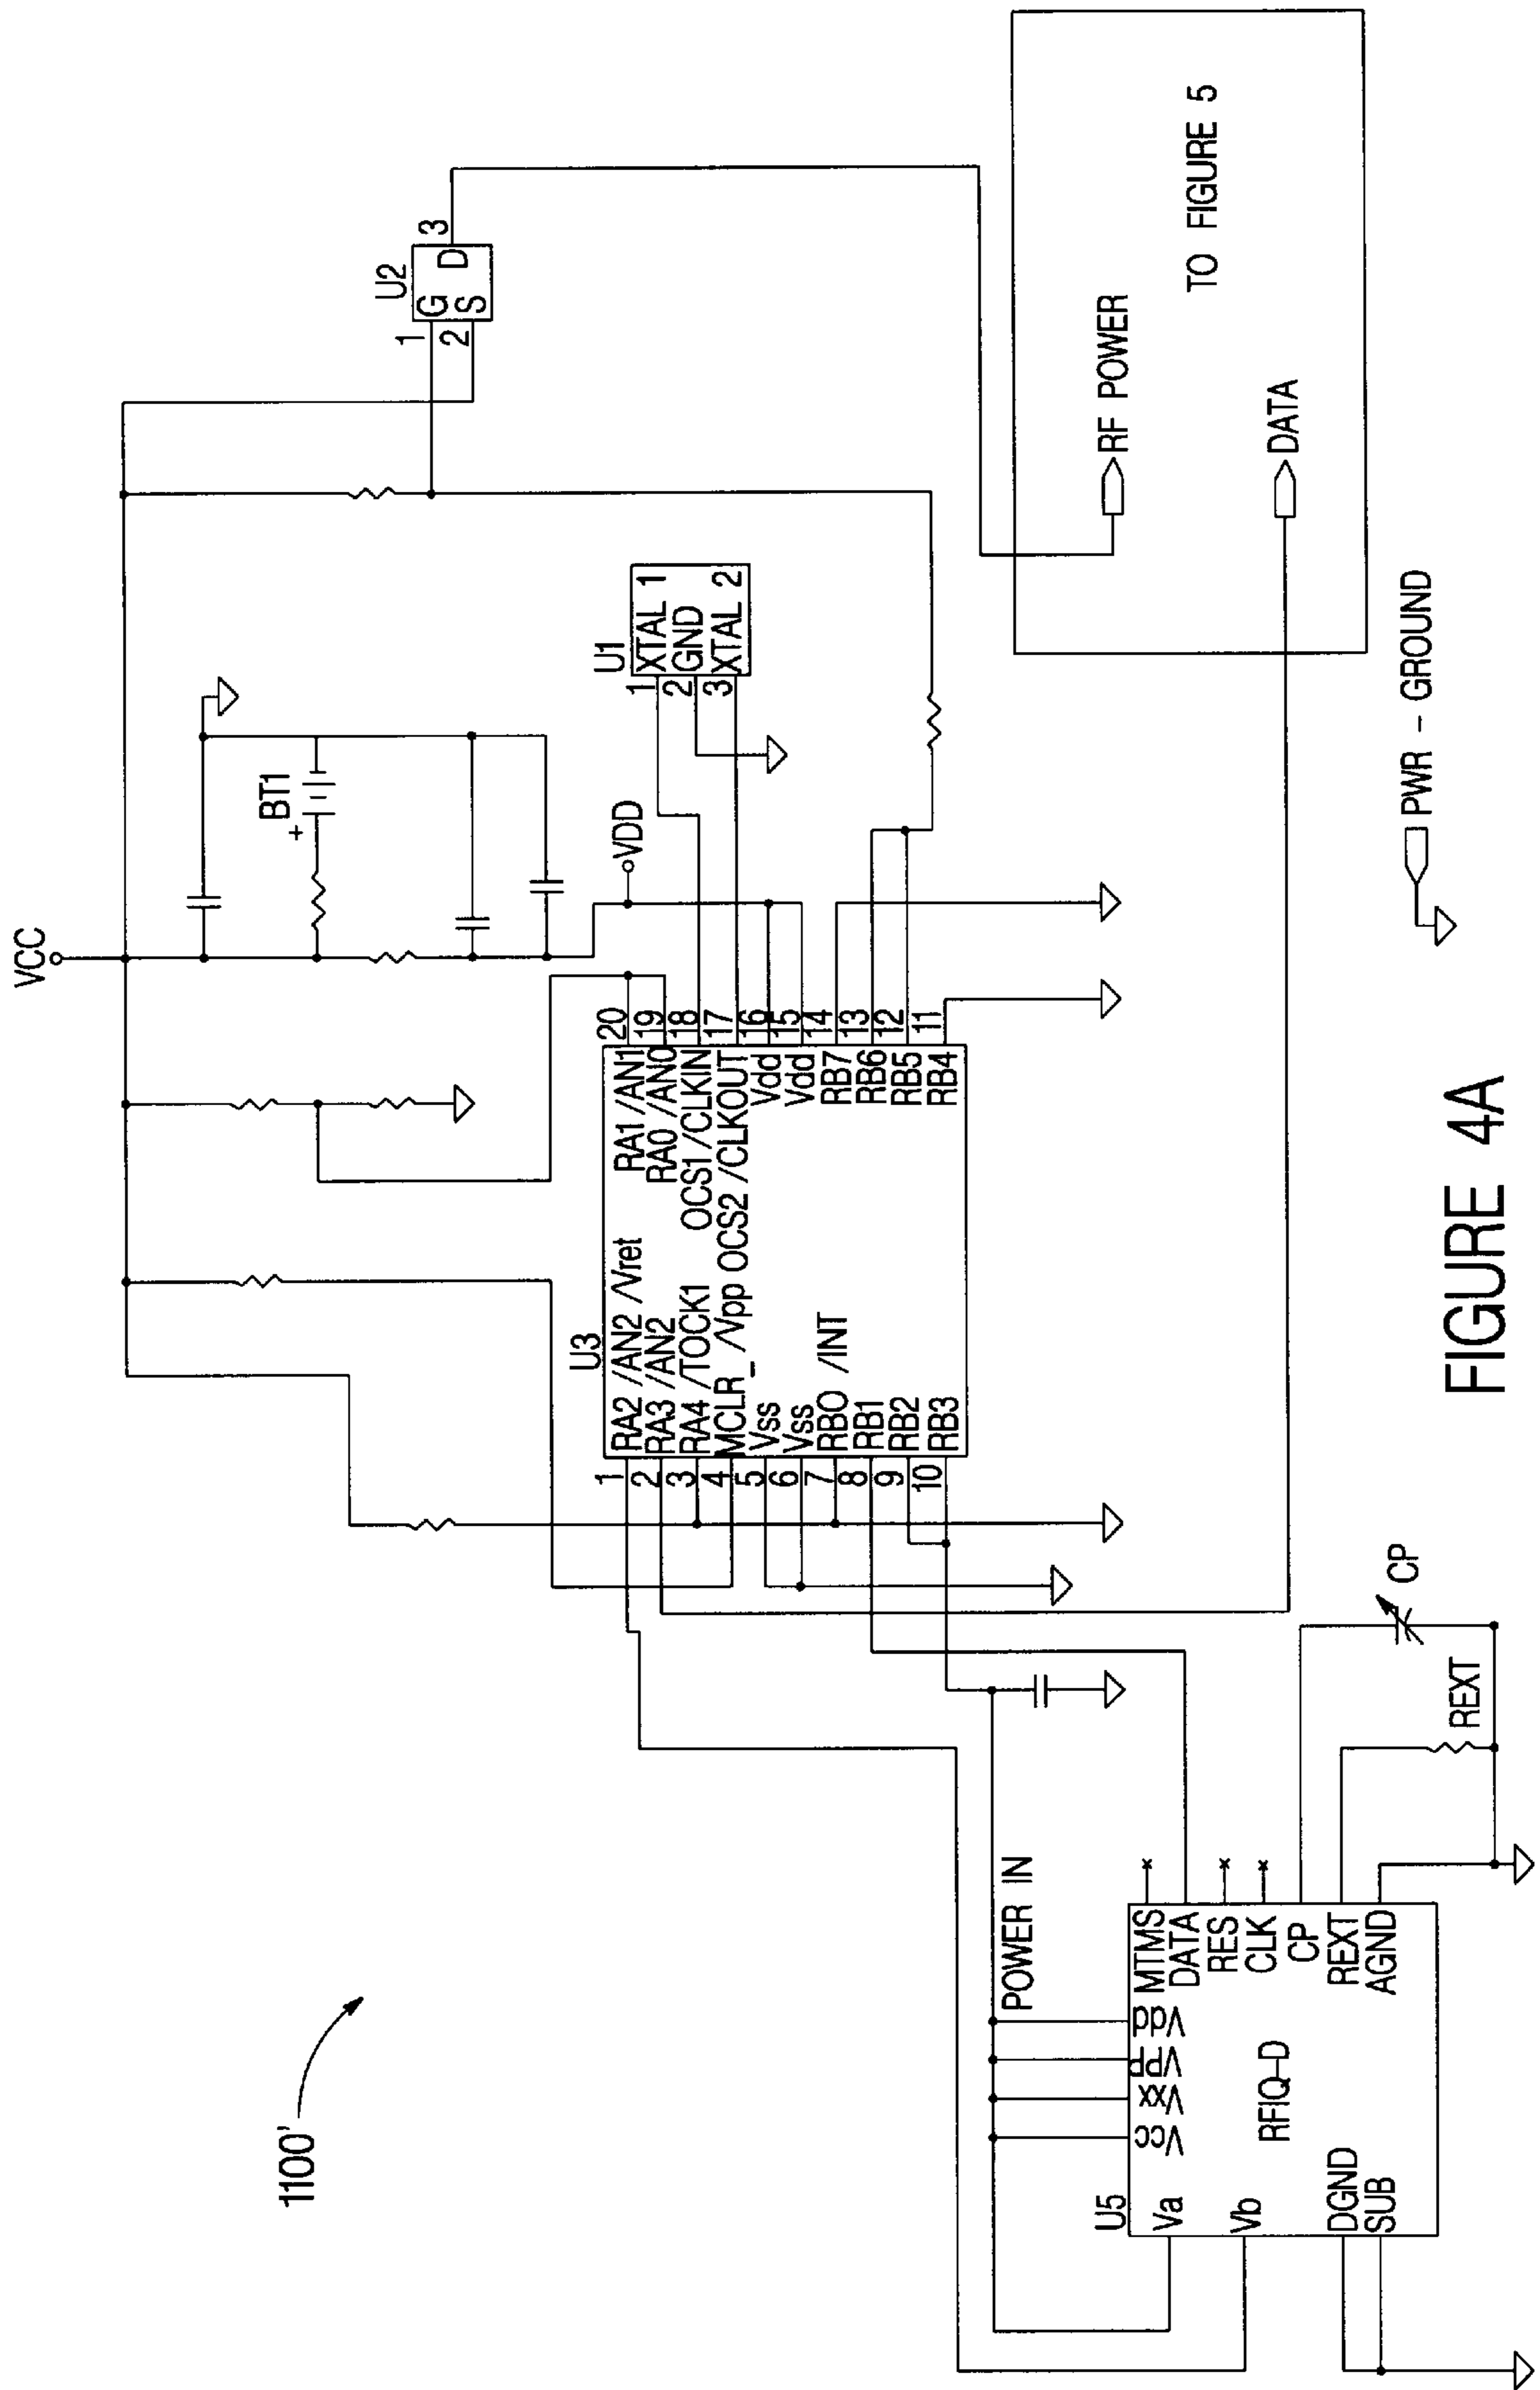 1100'
VCC
BT1
+
VDD
U2
1 G
2 S
D 3
U1
1 XTAL 1
2 GND
3 XTAL 2
U3
1 RA2 /AN2 /Vret
2 RA3 /AN2
3 RA4 /TOCK1
4 MCLR_ /Vpp
5 Vss
6 Vss
7 RBO /INT
8 RB1
9 RB2
10 RB3
RA1 /AN1 20
RA0 /AN0 19
OCS1 /CLKIN 18
OCS2 /CLKOUT 17
Vdd 16
Vdd 15
RB7 14
RB6 13
RB5 12
RB4 11
RF POWER
TO FIGURE 5
DATA
PWR - GROUND
POWER IN
U5
Va
Vb
DGND
SUB
Vcc
Vxx
VPP
Vdd
RFIQ-D
MTMS
DATA
RES
CLK
CP
REXT
AGND
REXT
CP
FIGURE 4A